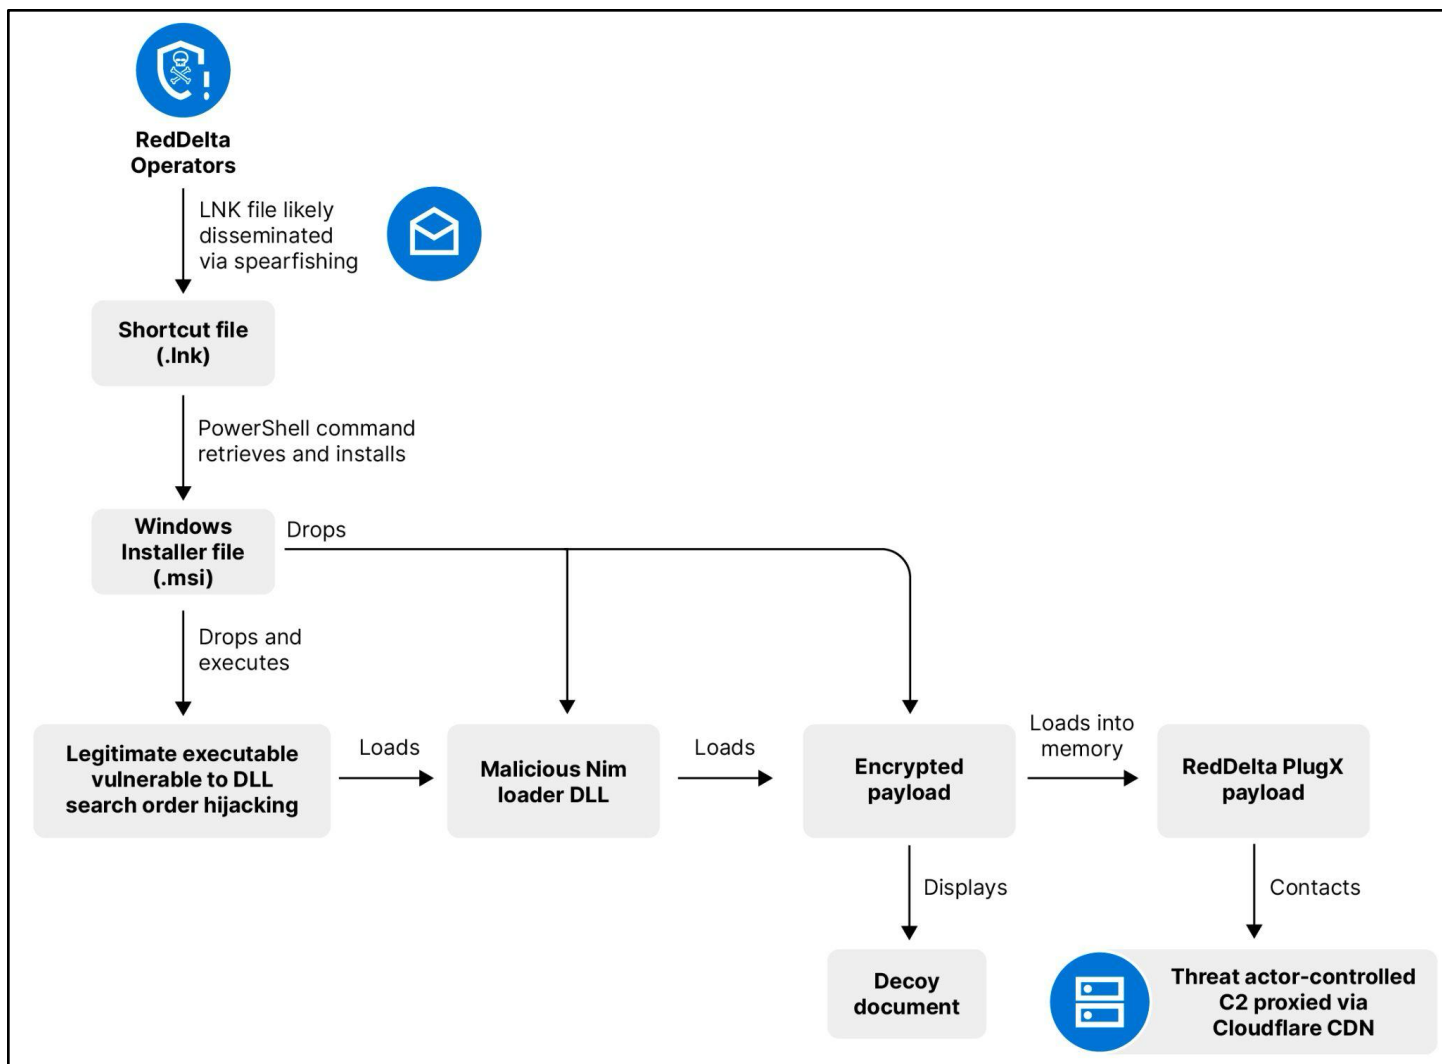 RedDelta
Operators
LNK file likely
disseminated
via spearfishing
Shortcut file
(.lnk)
PowerShell command
retrieves and installs
Windows
Installer file
(.msi)
Drops
Drops and
executes
Legitimate executable
vulnerable to DLL
search order hijacking
Loads
Malicious Nim
loader DLL
Loads
Encrypted
payload
Loads into
memory
RedDelta PlugX
payload
Displays
Contacts
Decoy
document
Threat actor-controlled
C2 proxied via
Cloudflare CDN